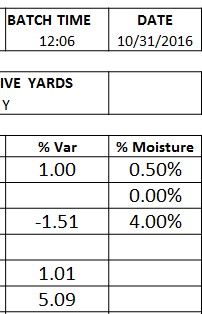 BATCH TIME DATE
12:06 10/31/2016
IVE YARDS
Y
% Var % Moisture
1.00 0.50%
0.00%
-1.51 4.00%
1.01
5.09